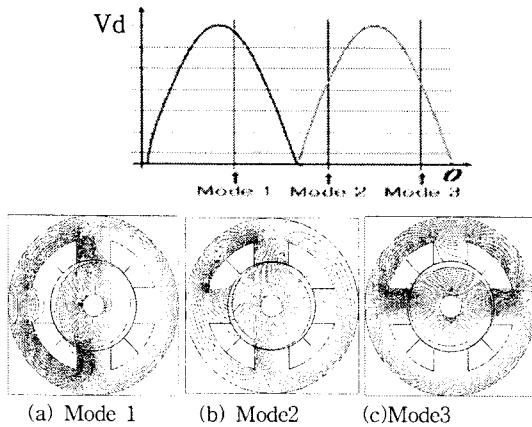 Vd
Mode 1 Mode 2 Mode 3
θ
(a) Mode 1 (b) Mode2 (c)Mode3